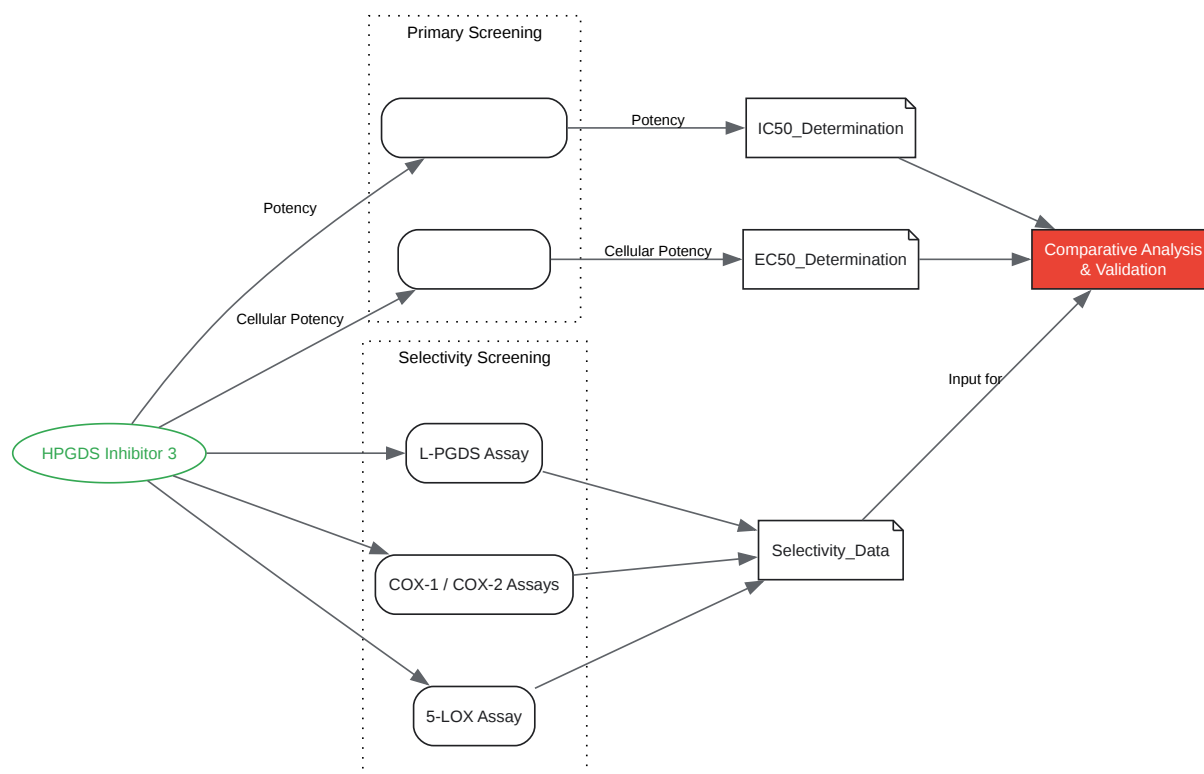 Primary Screening
Potency
IC50_Determination
Potency
Cellular Potency
EC50_Determination
Comparative Analysis
& Validation
Cellular Potency
Selectivity Screening
Input for
HPGDS Inhibitor 3
L-PGDS Assay
Selectivity_Data
COX-1 / COX-2 Assays
5-LOX Assay